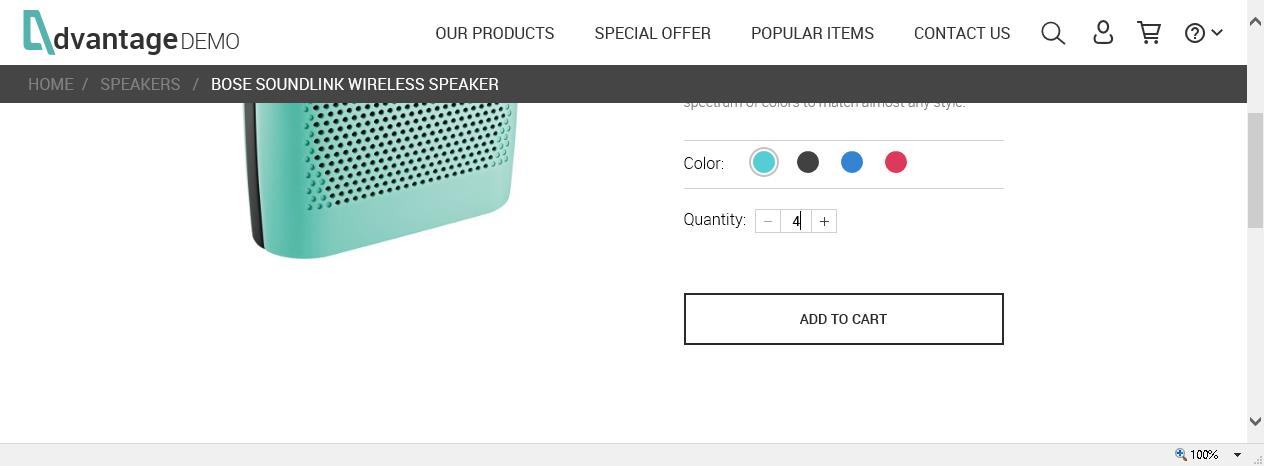 dvantage DEMO
OUR PRODUCTS SPECIAL OFFER POPULAR ITEMS CONTACT US
HOME / SPEAKERS / BOSE SOUNDLINK WIRELESS SPEAKER
spectrum of colors to match almost any style.
Color:
Quantity: − 4 +
ADD TO CART
100%